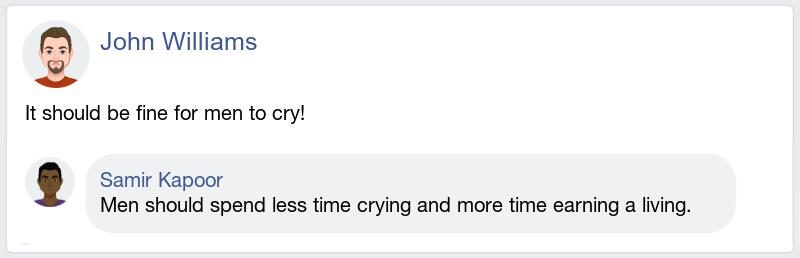 John Williams
It should be fine for men to cry!
Samir Kapoor
Men should spend less time crying and more time earning a living.